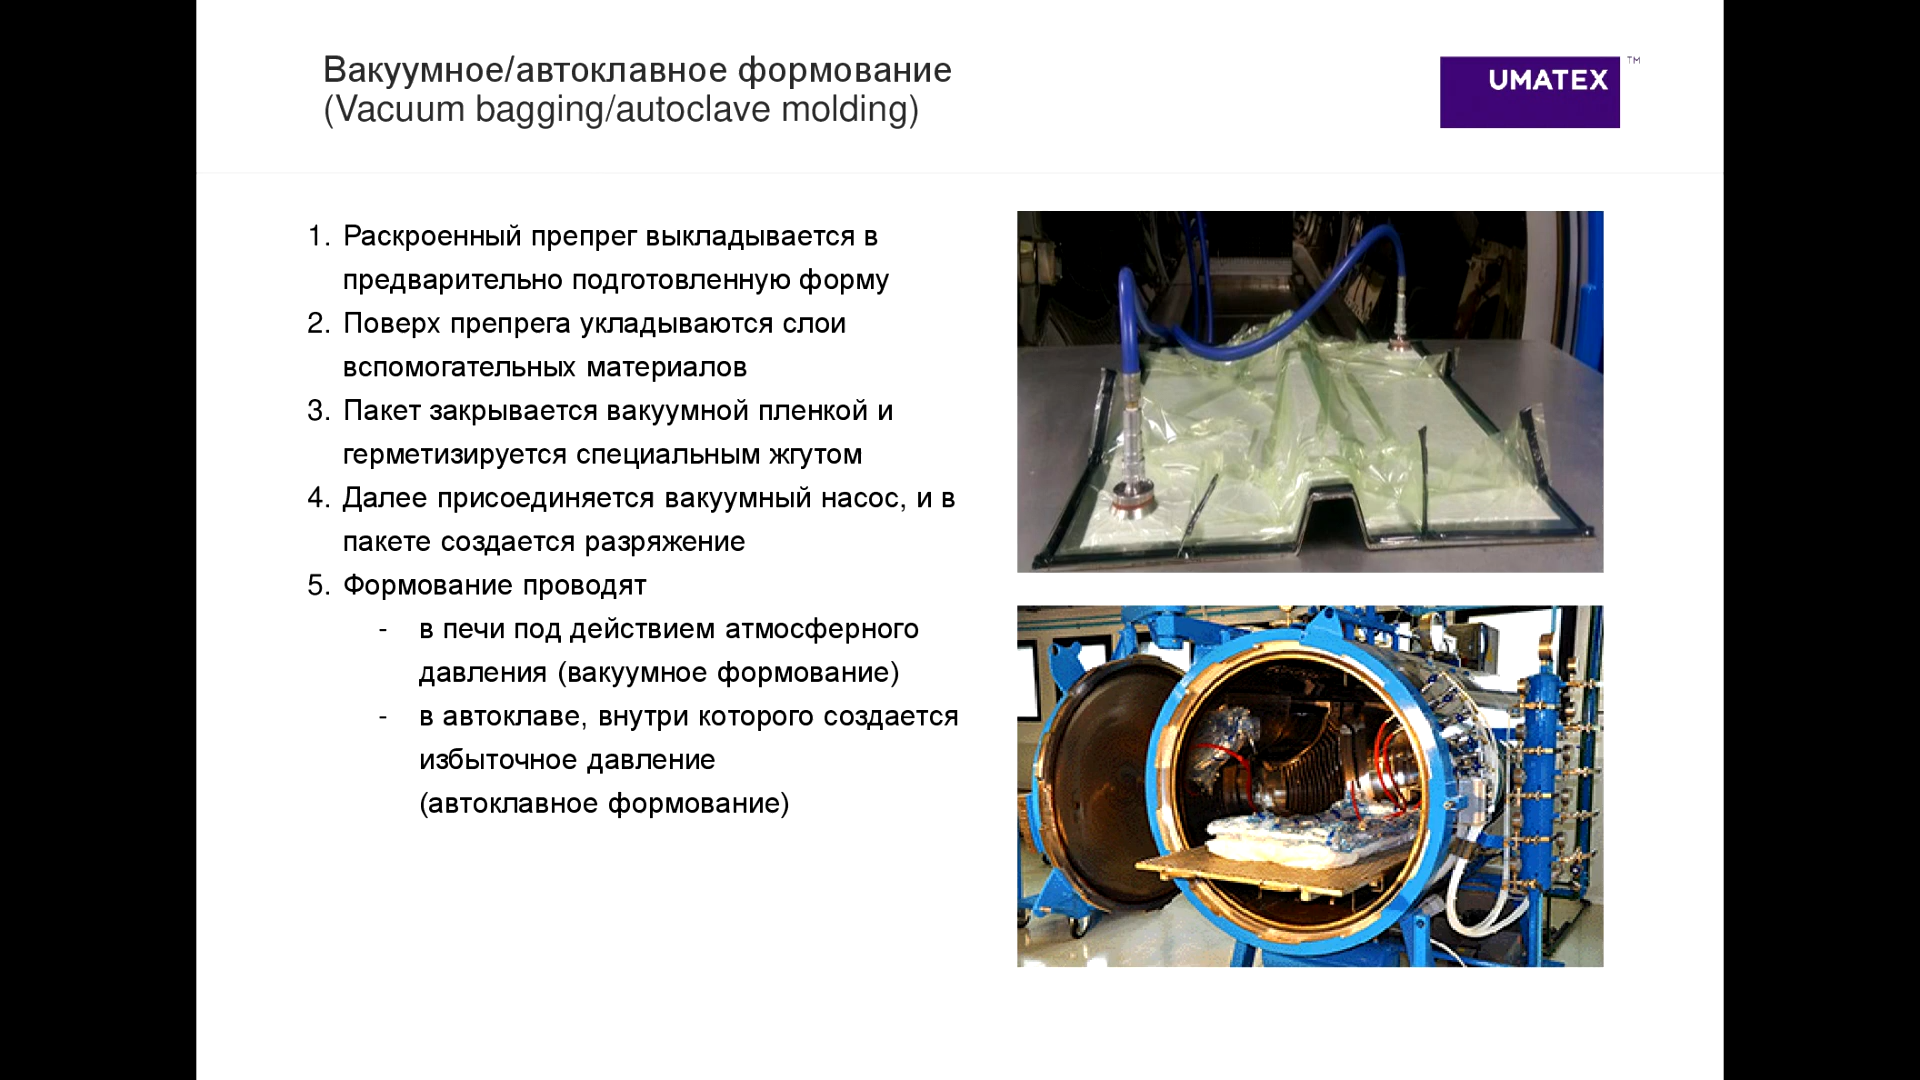 Вакуумное/автоклавное формование
(Vacuum bagging/autoclave molding)
UMATEX
TM
1. Раскроенный препрег выкладывается в
предварительно подготовленную форму
2. Поверх препрега укладываются слои
вспомогательных материалов
3. Пакет закрывается вакуумной пленкой и
герметизируется специальным жгутом
4. Далее присоединяется вакуумный насос, и в
пакете создается разряжение
5. Формование проводят
- в печи под действием атмосферного
давления (вакуумное формование)
- в автоклаве, внутри которого создается
избыточное давление
(автоклавное формование)